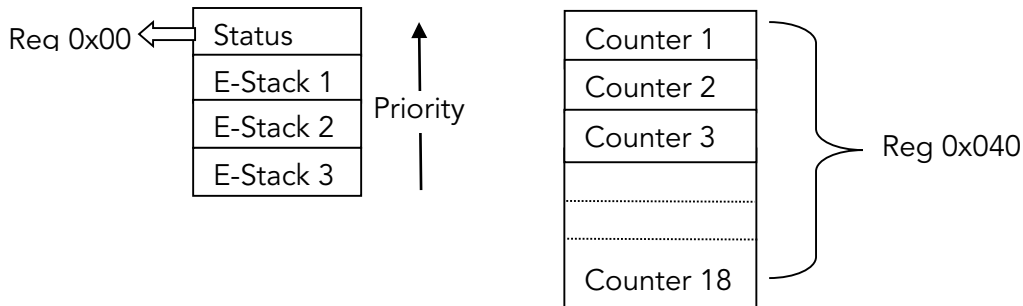 Reg 0x00
Status
E-Stack 1
E-Stack 2
E-Stack 3
Priority
Counter 1
Counter 2
Counter 3
Counter 18
Reg 0x040